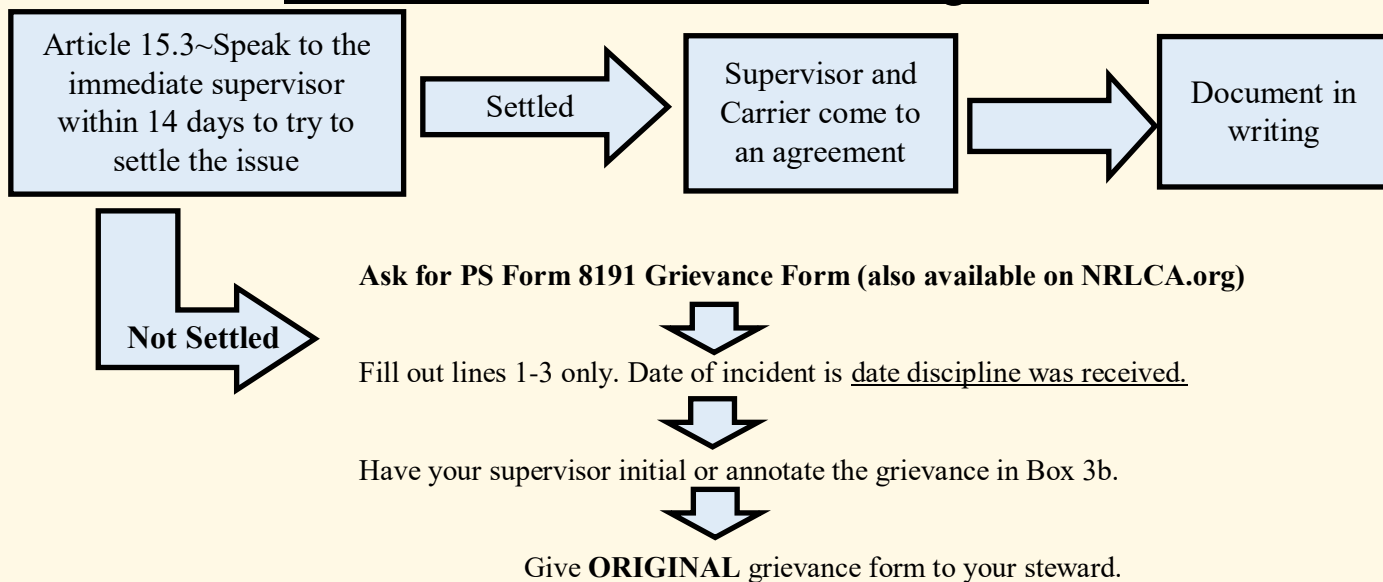 Article 15.3~Speak to the
immediate supervisor
within 14 days to try to
settle the issue
Settled
Supervisor and
Carrier come to
an agreement
Document in
writing
Not Settled
Ask for PS Form 8191 Grievance Form (also available on NRLCA.org)
Fill out lines 1-3 only. Date of incident is date discipline was received.
Have your supervisor initial or annotate the grievance in Box 3b.
Give ORIGINAL grievance form to your steward.